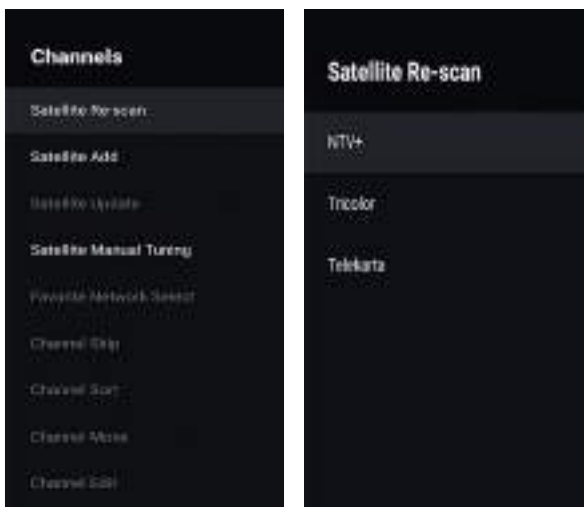 Channels
Satellite Re-scan
Satellite Add
Satellite Update
Satellite Manual Tuning
Favorite Network Select
Channel Skip
Channel Sort
Channel Move
Channel Edit
Satellite Re-scan
NTV+
Tricolor
Telekarta